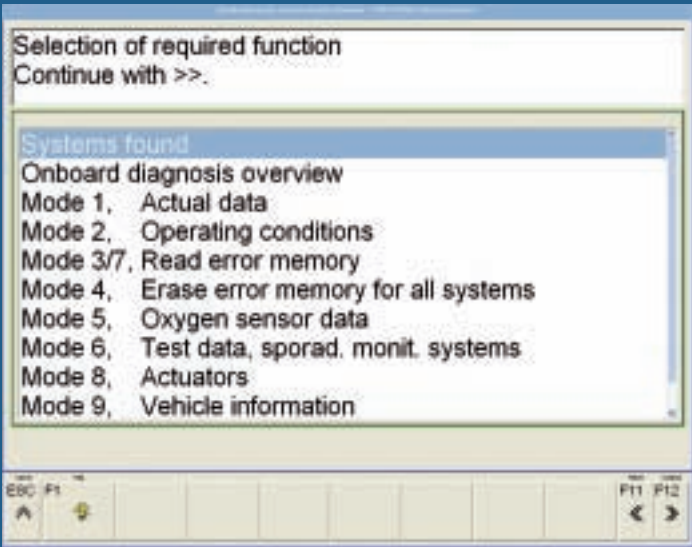 Selection of required function
Continue with >>.
Systems found
Onboard diagnosis overview
Mode 1, Actual data
Mode 2, Operating conditions
Mode 3/7, Read error memory
Mode 4, Erase error memory for all systems
Mode 5, Oxygen sensor data
Mode 6, Test data, sporad. monit. systems
Mode 8, Actuators
Mode 9, Vehicle information
ESC F1 F11 F12